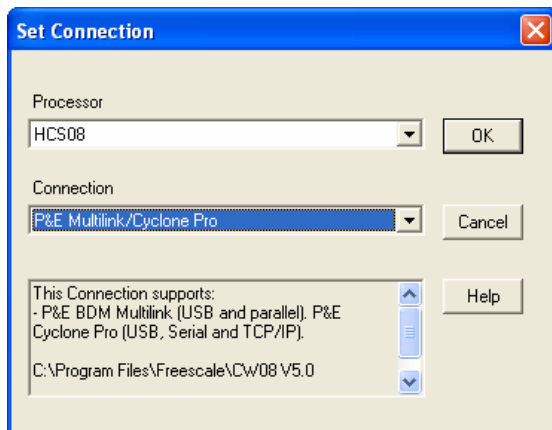 Set Connection
Processor
HCS08
OK
Connection
P&E Multilink/Cyclone Pro
Cancel
This Connection supports:
- P&E BDM Multilink (USB and parallel). P&E
Cyclone Pro (USB, Serial and TCP/IP).
Help
C:\Program Files\Freescale\CW08 V5.0